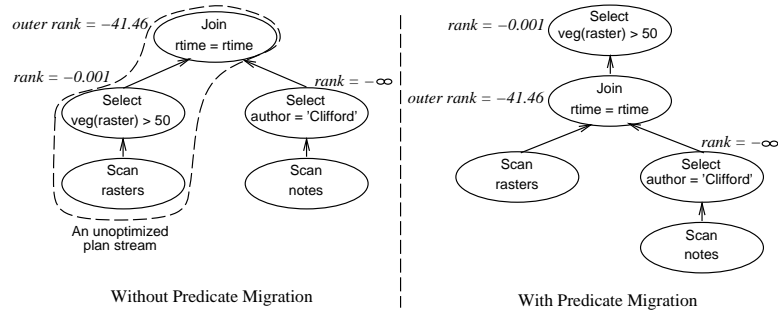 outer rank = −41.46
Join
rtime = rtime
rank = −0.001
rank = −∞
Select
veg(raster) > 50
Select
author = 'Clifford'
Scan
rasters
Scan
notes
An unoptimized
plan stream
Without Predicate Migration
rank = −0.001
Select
veg(raster) > 50
outer rank = −41.46
Join
rtime = rtime
rank = −∞
Scan
rasters
Select
author = 'Clifford'
Scan
notes
With Predicate Migration